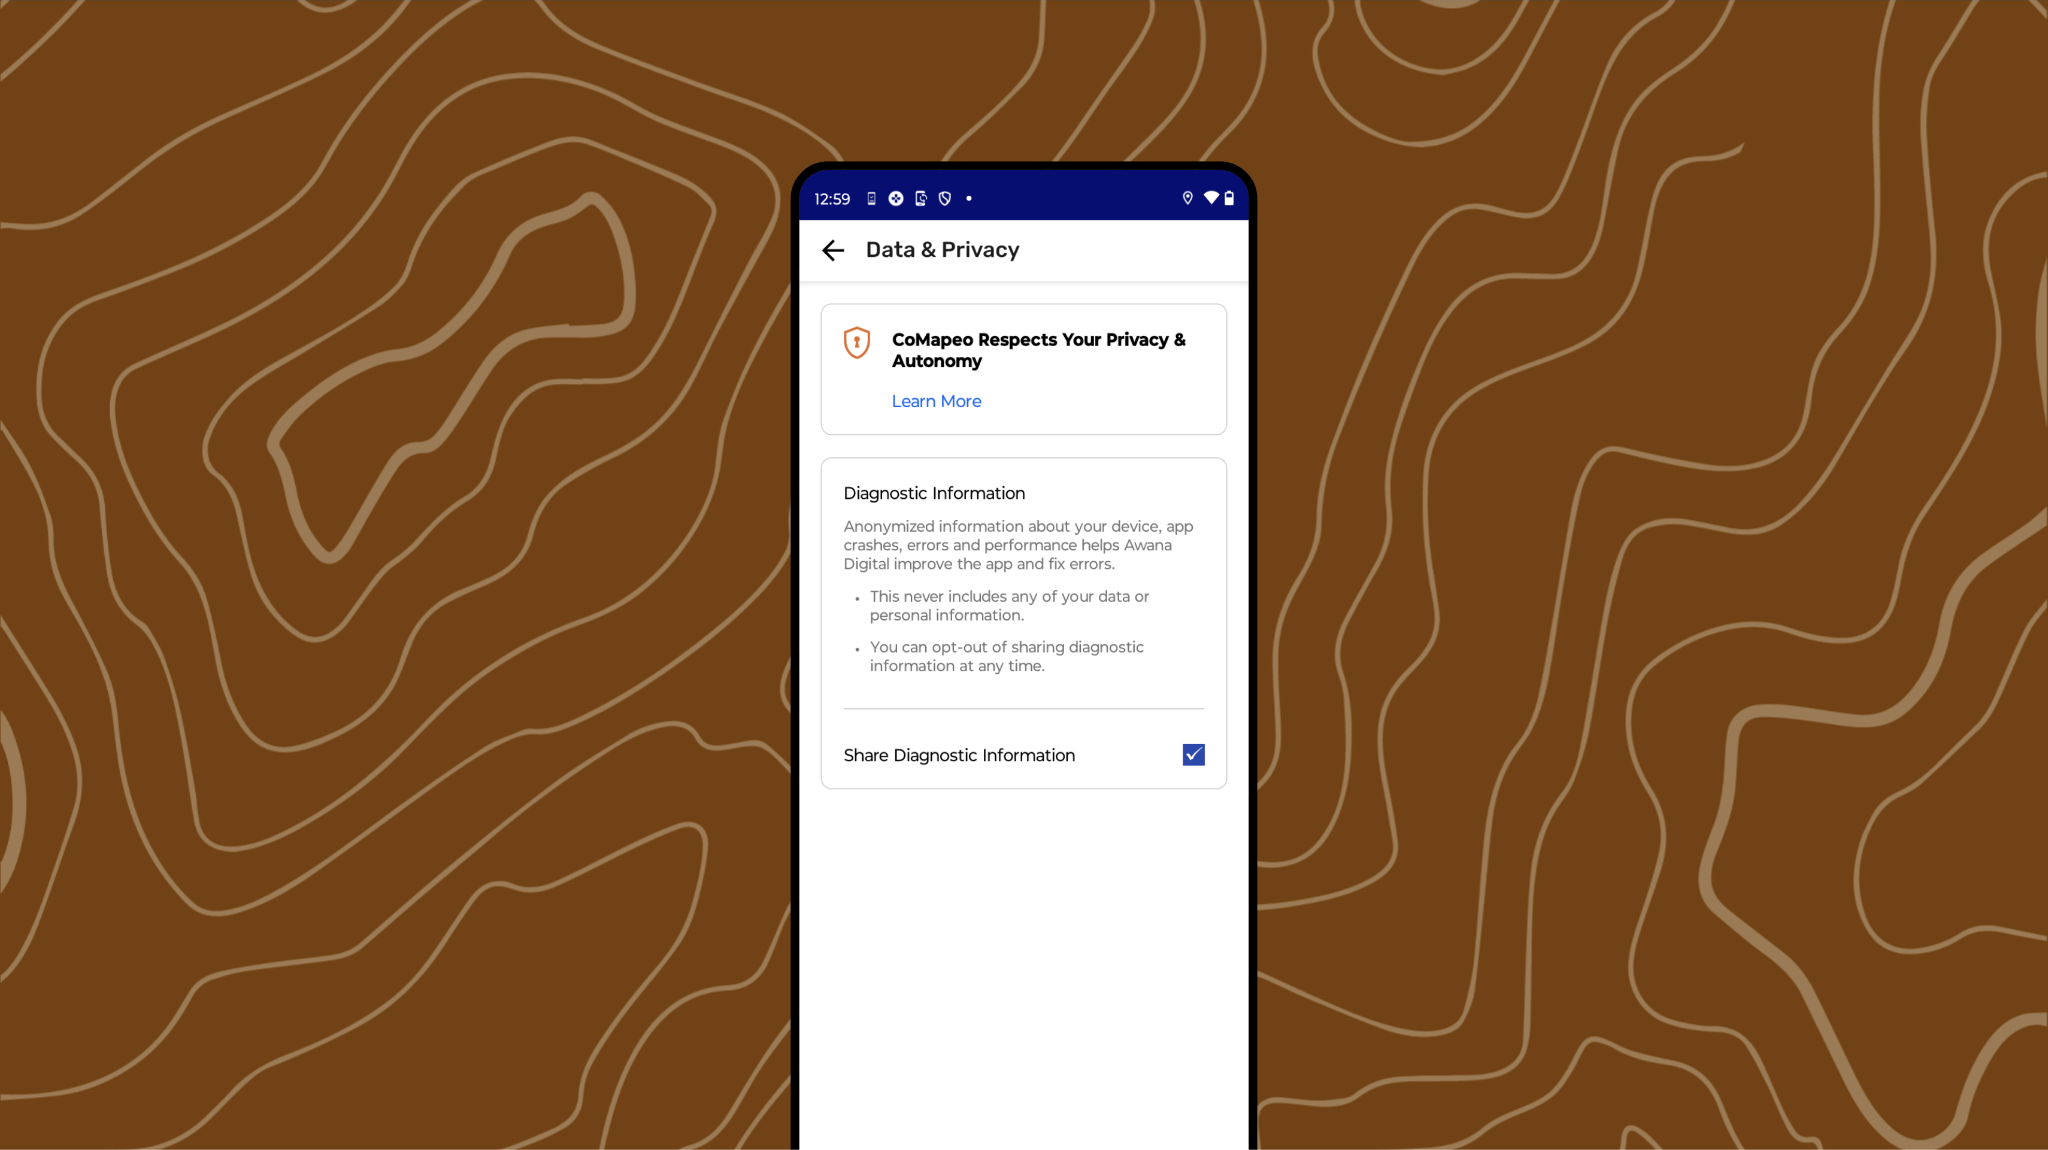 12:59
Data & Privacy
CoMapeo Respects Your Privacy &
Autonomy
Learn More
Diagnostic Information
Anonymized information about your device, app
crashes, errors and performance helps Awana
Digital improve the app and fix errors.
• This never includes any of your data or
personal information.
• You can opt-out of sharing diagnostic
information at any time.
Share Diagnostic Information